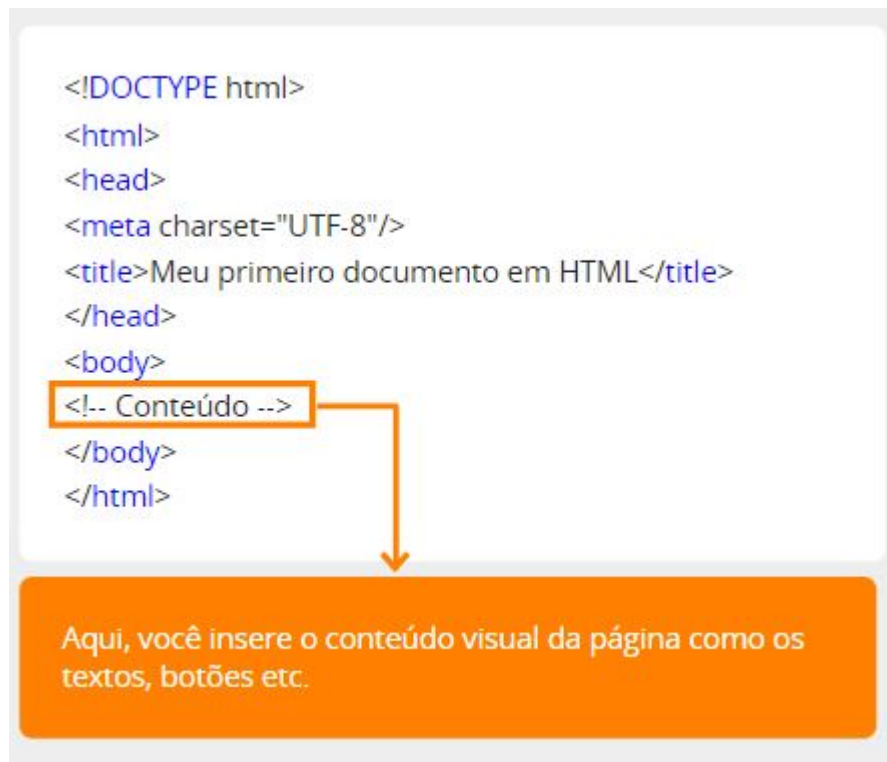 <!DOCTYPE html>
<html>
<head>
<meta charset="UTF-8"/>
<title>Meu primeiro documento em HTML</title>
</head>
<body>
<!-- Conteúdo -->
</body>
</html>
Aqui, você insere o conteúdo visual da página como os
textos, botões etc.